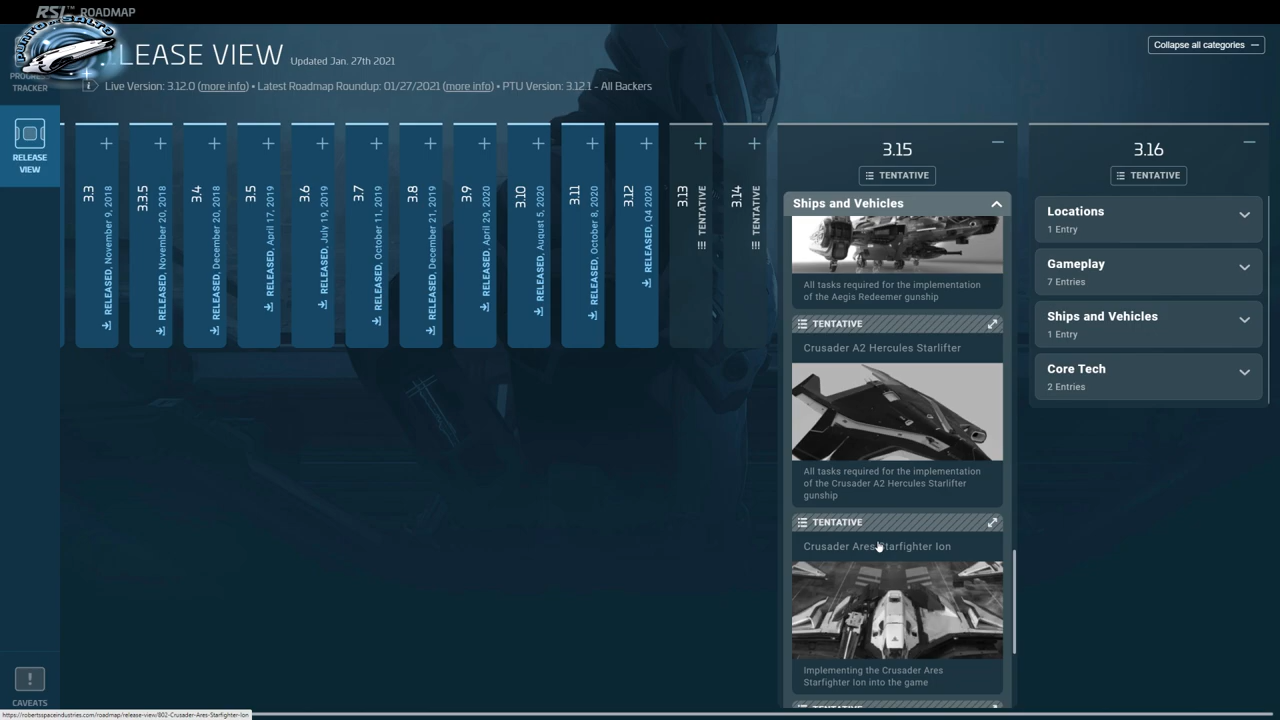 RSI™ ROADMAP
PUNTO de SALTO
LEASE VIEW Updated Jan. 27th 2021
Collapse all categories
TRACKER
Live Version: 3.12.0 (more info) • Latest Roadmap Roundup: 01/27/2021 (more info) • PTU Version: 3.12.1 - All Backers
RELEASE
VIEW
3.3 RELEASED, November 9, 2018
3.3.5 RELEASED, November 20, 2018
3.4 RELEASED, December 20, 2018
3.5 RELEASED, April 17, 2019
3.6 RELEASED, July 19, 2019
3.7 RELEASED, October 11, 2019
3.8 RELEASED, December 21, 2019
3.9 RELEASED, April 29, 2020
3.10 RELEASED, August 5, 2020
3.11 RELEASED, October 8, 2020
3.12 RELEASED, Q4 2020
3.13 TENTATIVE
3.14 TENTATIVE
3.15
TENTATIVE
Ships and Vehicles
All tasks required for the implementation
of the Aegis Redeemer gunship
TENTATIVE
Crusader A2 Hercules Starlifter
All tasks required for the implementation
of the Crusader A2 Hercules Starlifter
gunship
TENTATIVE
Crusader Ares Starfighter Ion
Implementing the Crusader Ares
Starfighter Ion into the game
TENTATIVE
3.16
TENTATIVE
Locations
1 Entry
Gameplay
7 Entries
Ships and Vehicles
1 Entry
Core Tech
2 Entries
CAVEATS
https://robertsspaceindustries.com/roadmap/release-view/802-Crusader-Ares-Starfighter-Ion